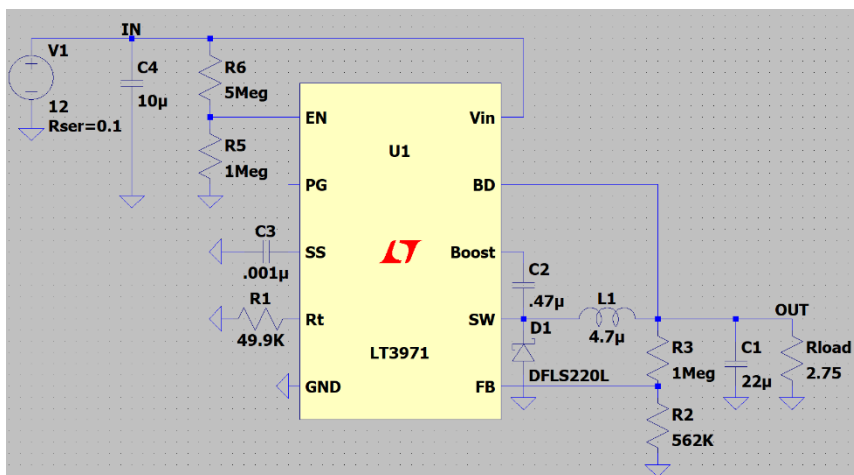 IN
V1
12
Rser=0.1
C4
10µ
R6
5Meg
R5
1Meg
C3
.001µ
R1
49.9K
EN
PG
SS
Rt
GND
U1
LT3971
Vin
BD
Boost
SW
FB
C2
.47µ
D1
DFLS220L
L1
4.7µ
R3
1Meg
R2
562K
C1
22µ
OUT
Rload
2.75